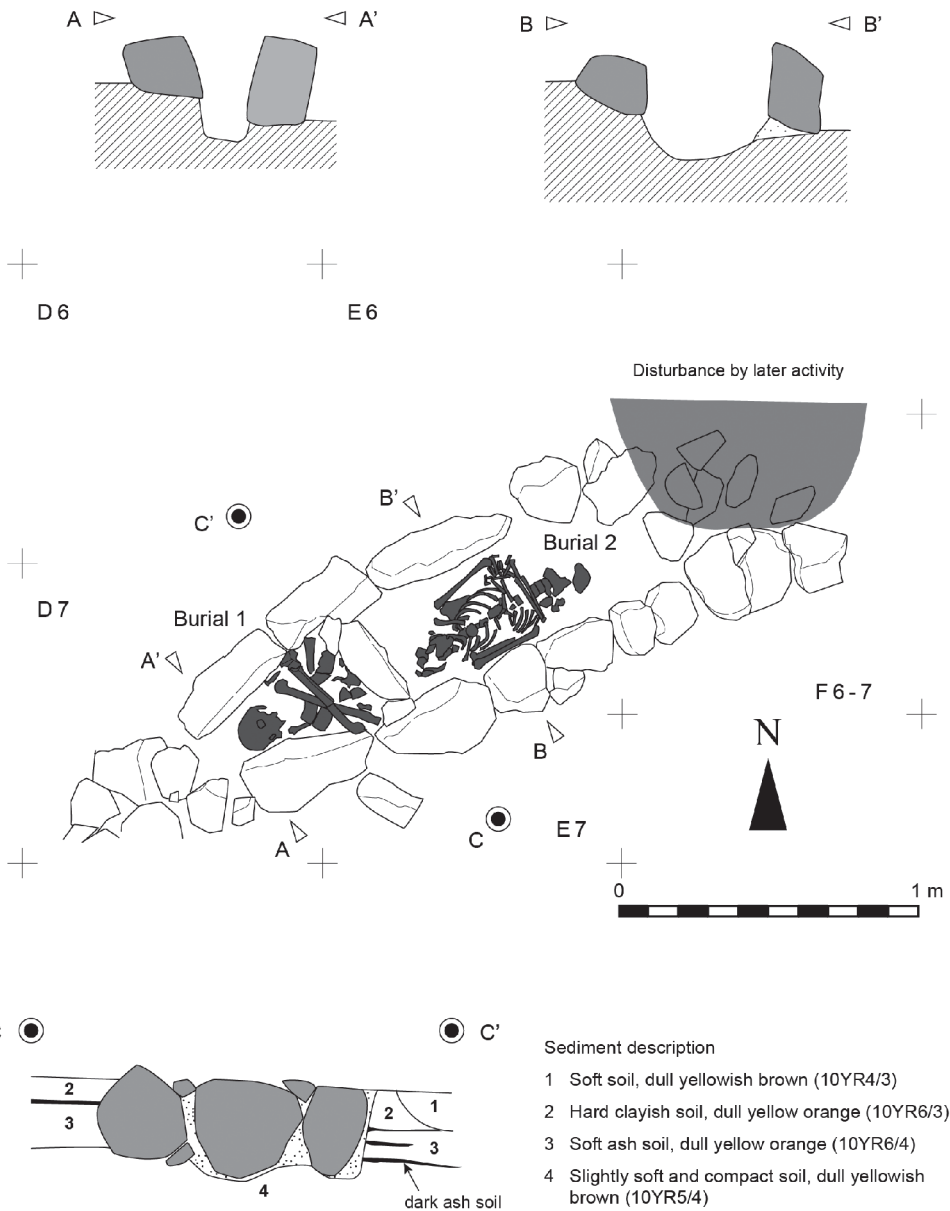 A A' B B'
D 6 E 6
Disturbance by later activity
B'
C' Burial 2
D 7
Burial 1
A'
F 6 - 7
N
B
A C E 7
0 1 m
C'
Sediment description
1 Soft soil, dull yellowish brown (10YR4/3)
2 2 1
2 Hard clayish soil, dull yellow orange (10YR6/3)
3 3
3 Soft ash soil, dull yellow orange (10YR6/4)
4
4 Slightly soft and compact soil, dull yellowish
brown (10YR5/4)
dark ash soil